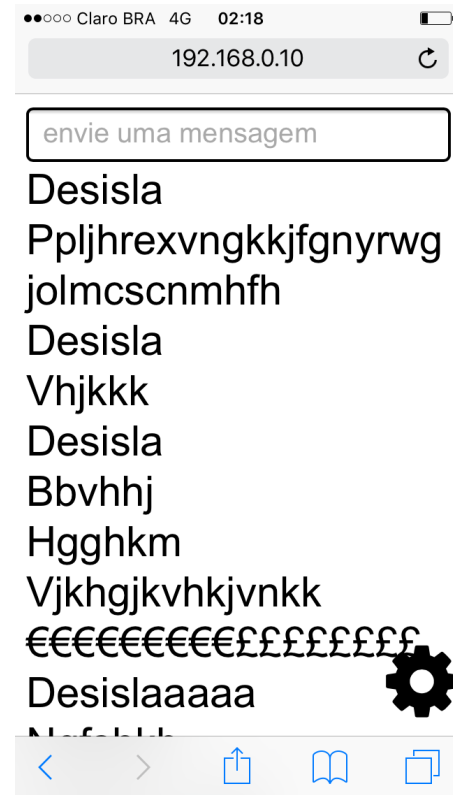 Claro BRA 4G 02:18
192.168.0.10
envie uma mensagem
Desisla
Ppljhrexvngkkjfgnyrwg
jolmcscnmhfh
Desisla
Vhjkkk
Desisla
Bbvhhj
Hgghkm
Vjkhgjkvhkjvnkk
€€€€€€€€€££££££££
Desislaaaaa